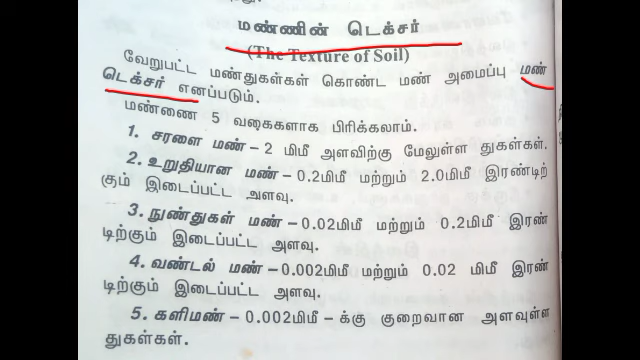 மண்ணின் டெக்சர்
(The Texture of Soil)
வேறுபட்ட மண்துகள்கள் கொண்ட மண் அமைப்பு மண்
டெக்சர் எனப்படும்.
மண்ணை 5 வகைகளாக பிரிக்கலாம்.
1. சரளை மண் – 2 மிமீ அளவிற்கு மேலுள்ள துகள்கள்.
2. உறுதியான மண் – 0.2மிமீ மற்றும் 2.0மிமீ இரண்டிற்
கும் இடைப்பட்ட அளவு.
3. நுண்துகள் மண் – 0.02மிமீ மற்றும் 0.2மிமீ இரண்
டிற்கும் இடைப்பட்ட அளவு.
4. வண்டல் மண் – 0.002மிமீ மற்றும் 0.02 மிமீ இரண்
டிற்கும் இடைப்பட்ட அளவு.
5. களிமண் – 0.002மிமீ – க்கு குறைவான அளவுள்ள
துகள்கள்.